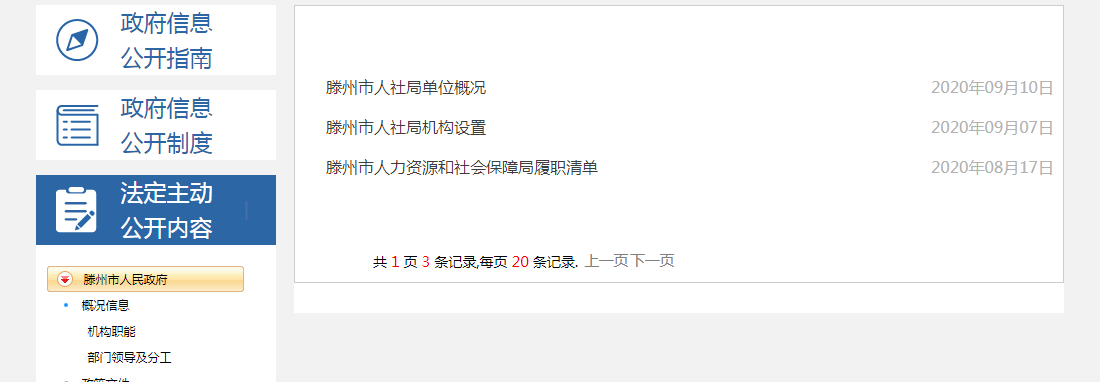 政府信息
公开指南
政府信息
公开制度
法定主动
公开内容
滕州市人民政府
概况信息
机构职能
部门领导及分工
滕州市人社局单位概况 2020年09月10日
滕州市人社局机构设置 2020年09月07日
滕州市人力资源和社会保障局履职清单 2020年08月17日
共 1 页 3 条记录,每页 20 条记录. 上一页下一页